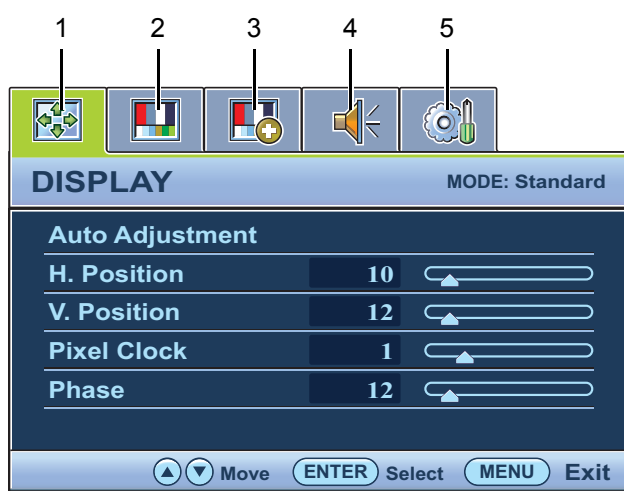 1 2 3 4 5
DISPLAY MODE: Standard
Auto Adjustment
H. Position 10
V. Position 12
Pixel Clock 1
Phase 12
Move ENTER Select MENU Exit